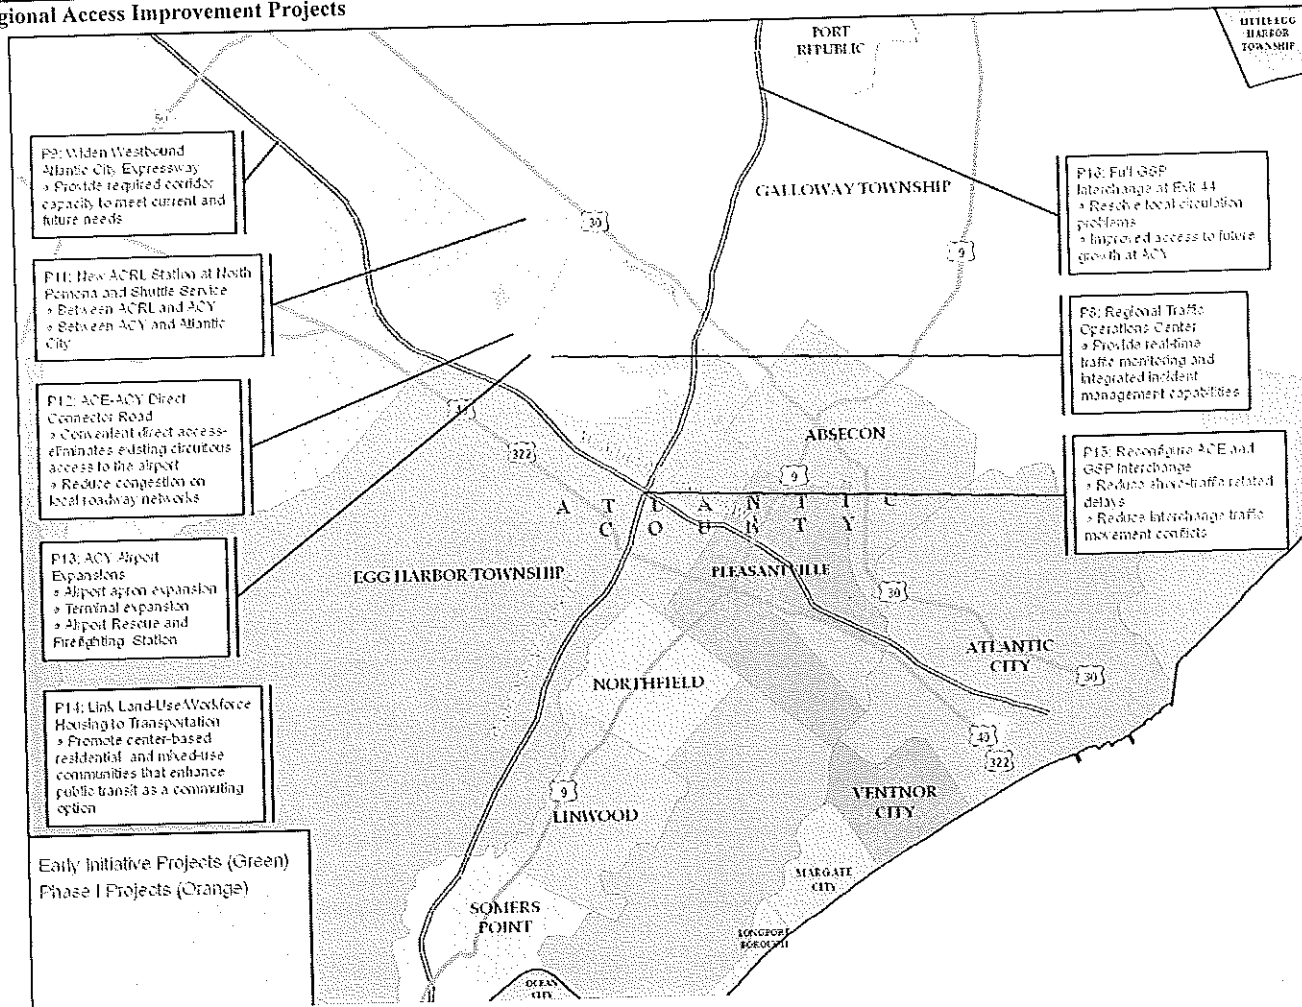 gional Access Improvement Projects
PORT
REPUBLIC
LITTLE EGG
HARBOR
TOWNSHIP
50
P9: Widen Westbound
Atlantic City Expressway
Provide required corridor
capacity to meet current and
future needs
GALLOWAY TOWNSHIP
P16: Full GSP
Interchange at Exit 44
Resolve local circulation
problems
Improved access to future
growth at ACY
30
9
P11: New ACRL Station at North
Pomona and Shuttle Service
Between ACRL and ACY
Between ACY and Atlantic
City
P8: Regional Traffic
Operations Center
Provide real-time
traffic monitoring and
integrated incident
management capabilities
P12: ACE-ACY Direct
Connector Road
Convenient direct access-
eliminates existing circuitous
access to the airport
Reduce congestion on
local roadway networks
40
322
ABSECON
9
P15: Reconfigure ACE and
GSP Interchange
Reduce shore-traffic related
delays
Reduce Interchange traffic
movement conflicts
A T L A N T I C
C O U N T Y
P13: ACY Airport
Expansions
Airport apron expansion
Terminal expansion
Airport Rescue and
Firefighting Station
EGG HARBOR TOWNSHIP
PLEASANTVILLE
30
ATLANTIC
CITY
30
NORTHFIELD
P14: Link Land-Use/Workforce
Housing to Transportation
Promote center-based
residential and mixed-use
communities that enhance
public transit as a commuting
option
40
322
9
LINWOOD
VENTNOR
CITY
Early Initiative Projects (Green)
Phase I Projects (Orange)
MARGATE
CITY
SOMERS
POINT
LONGPORT
BOROUGH
OCEAN
CITY